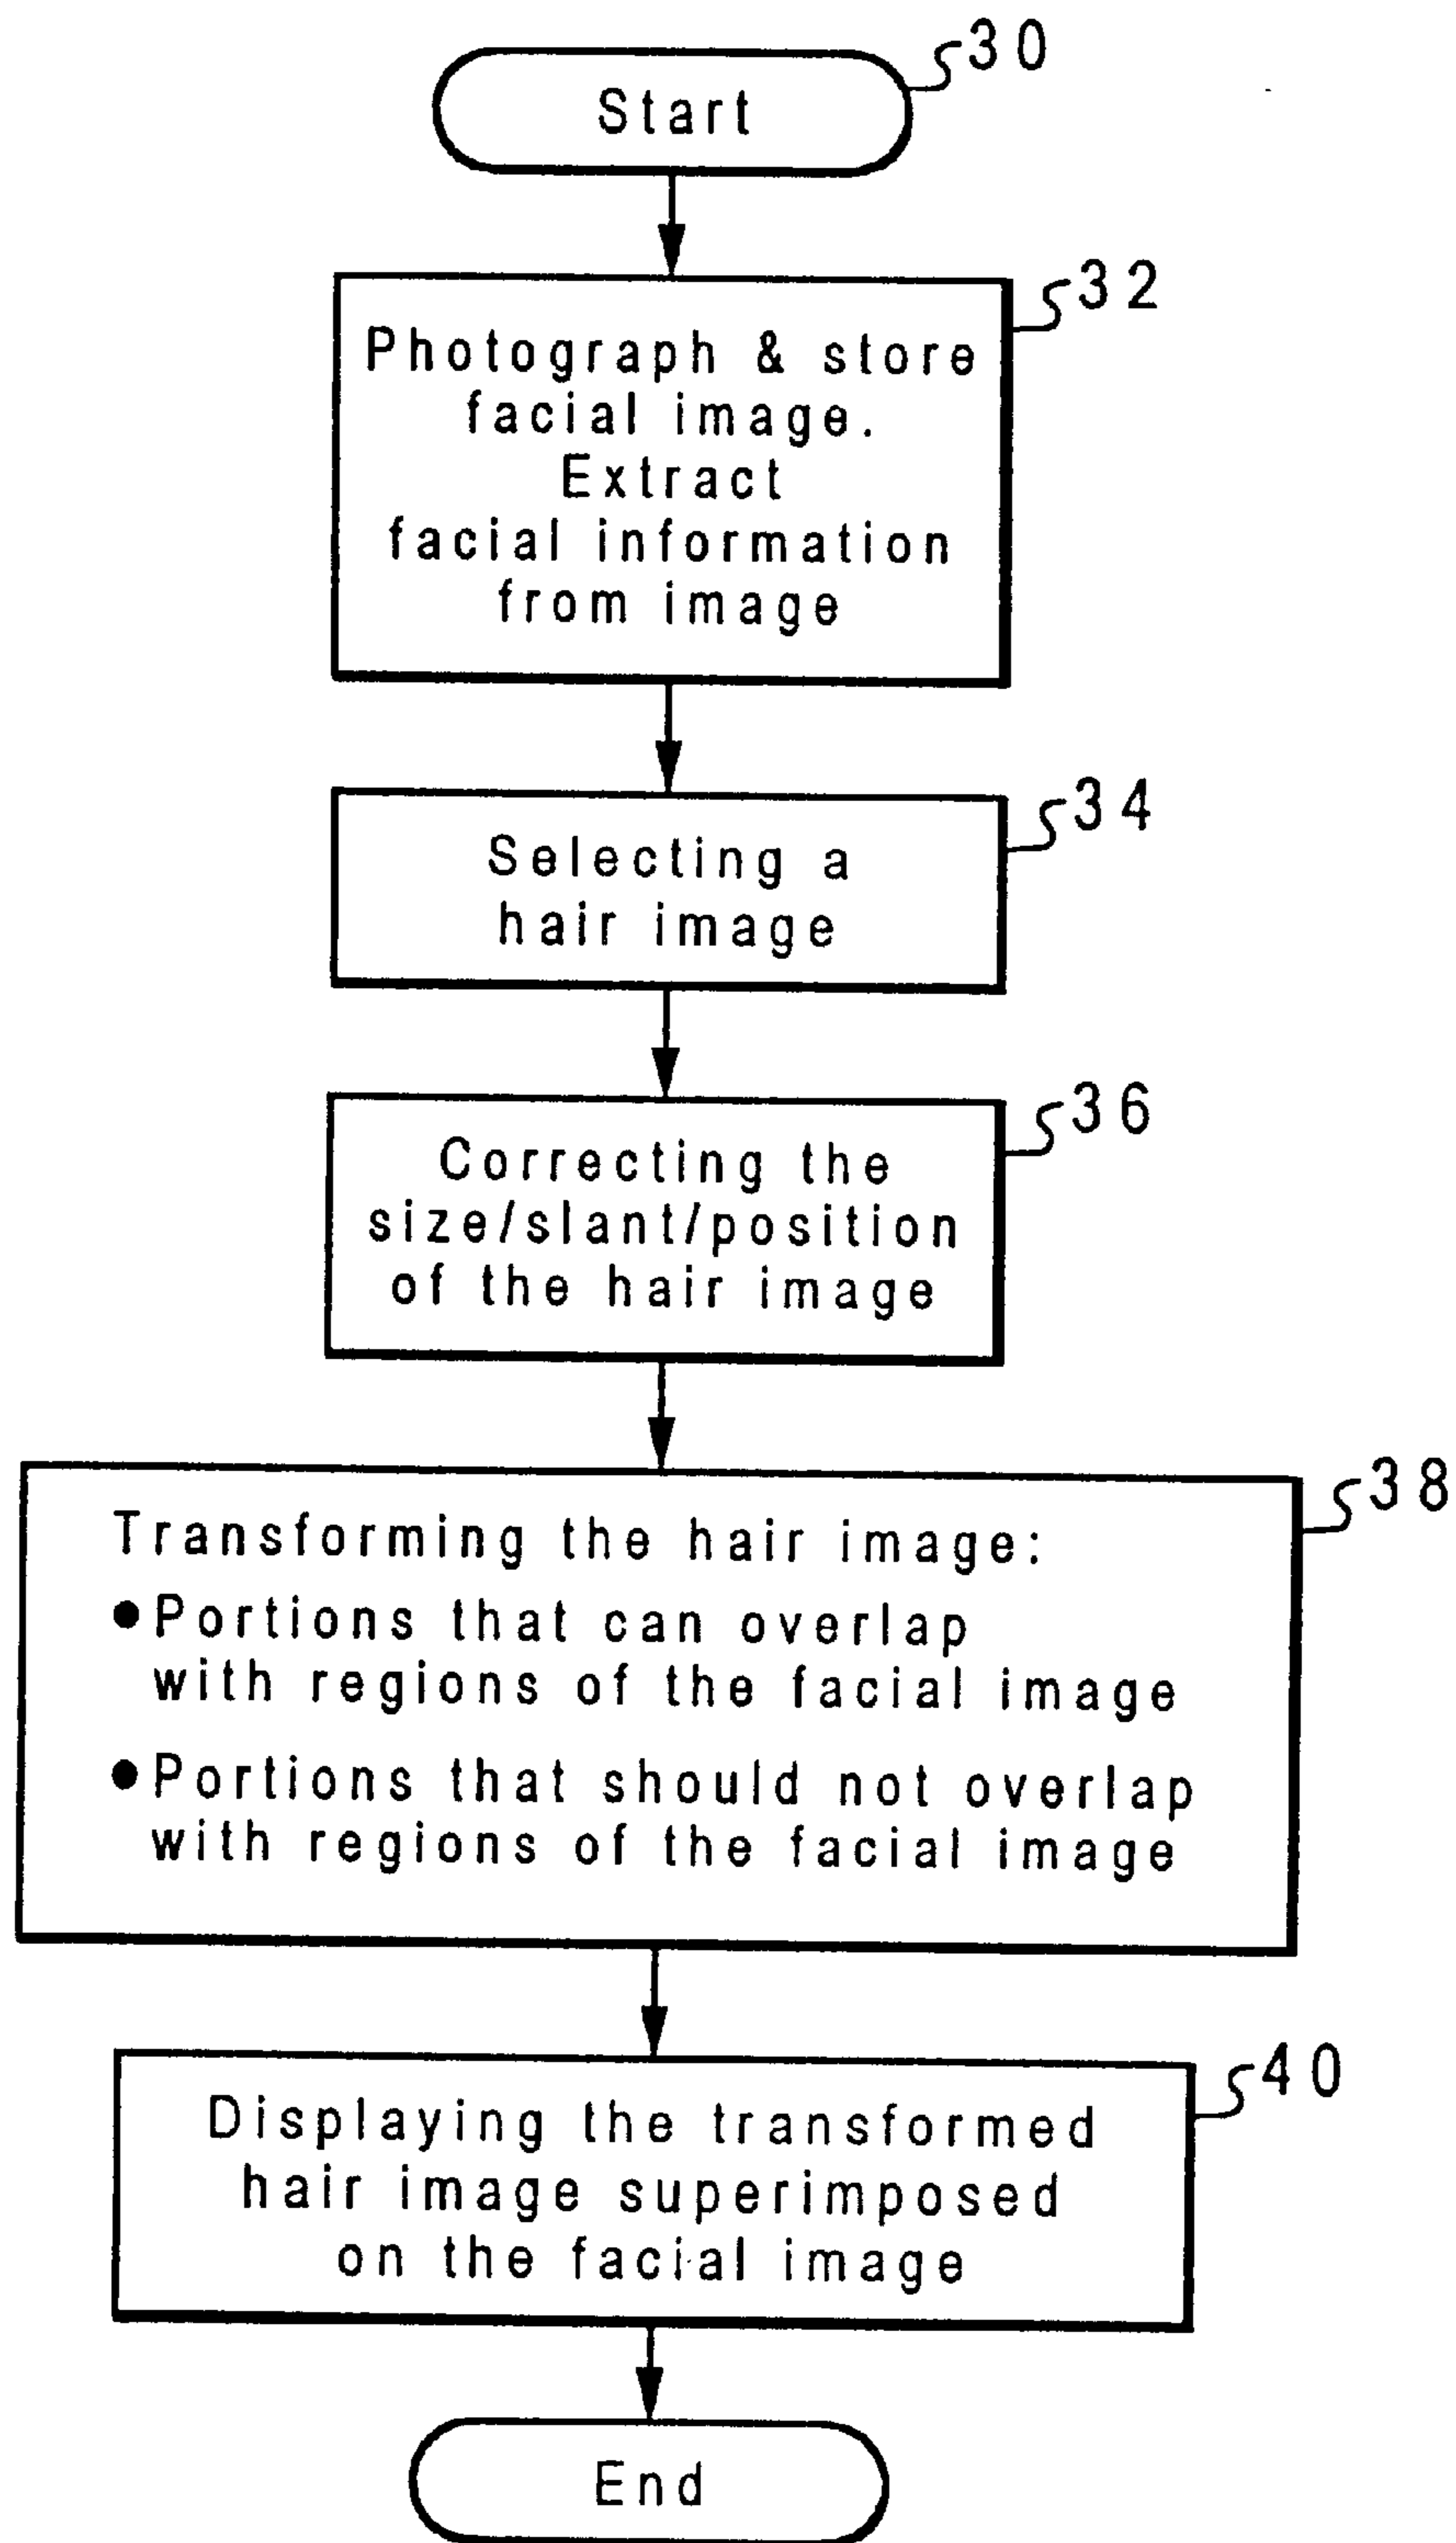 30
Start
32
Photograph & store
facial image.
Extract
facial information
from image
34
Selecting a
hair image
36
Correcting the
size/slant/position
of the hair image
38
Transforming the hair image:
●Portions that can overlap
with regions of the facial image
●Portions that should not overlap
with regions of the facial image
40
Displaying the transformed
hair image superimposed
on the facial image
End